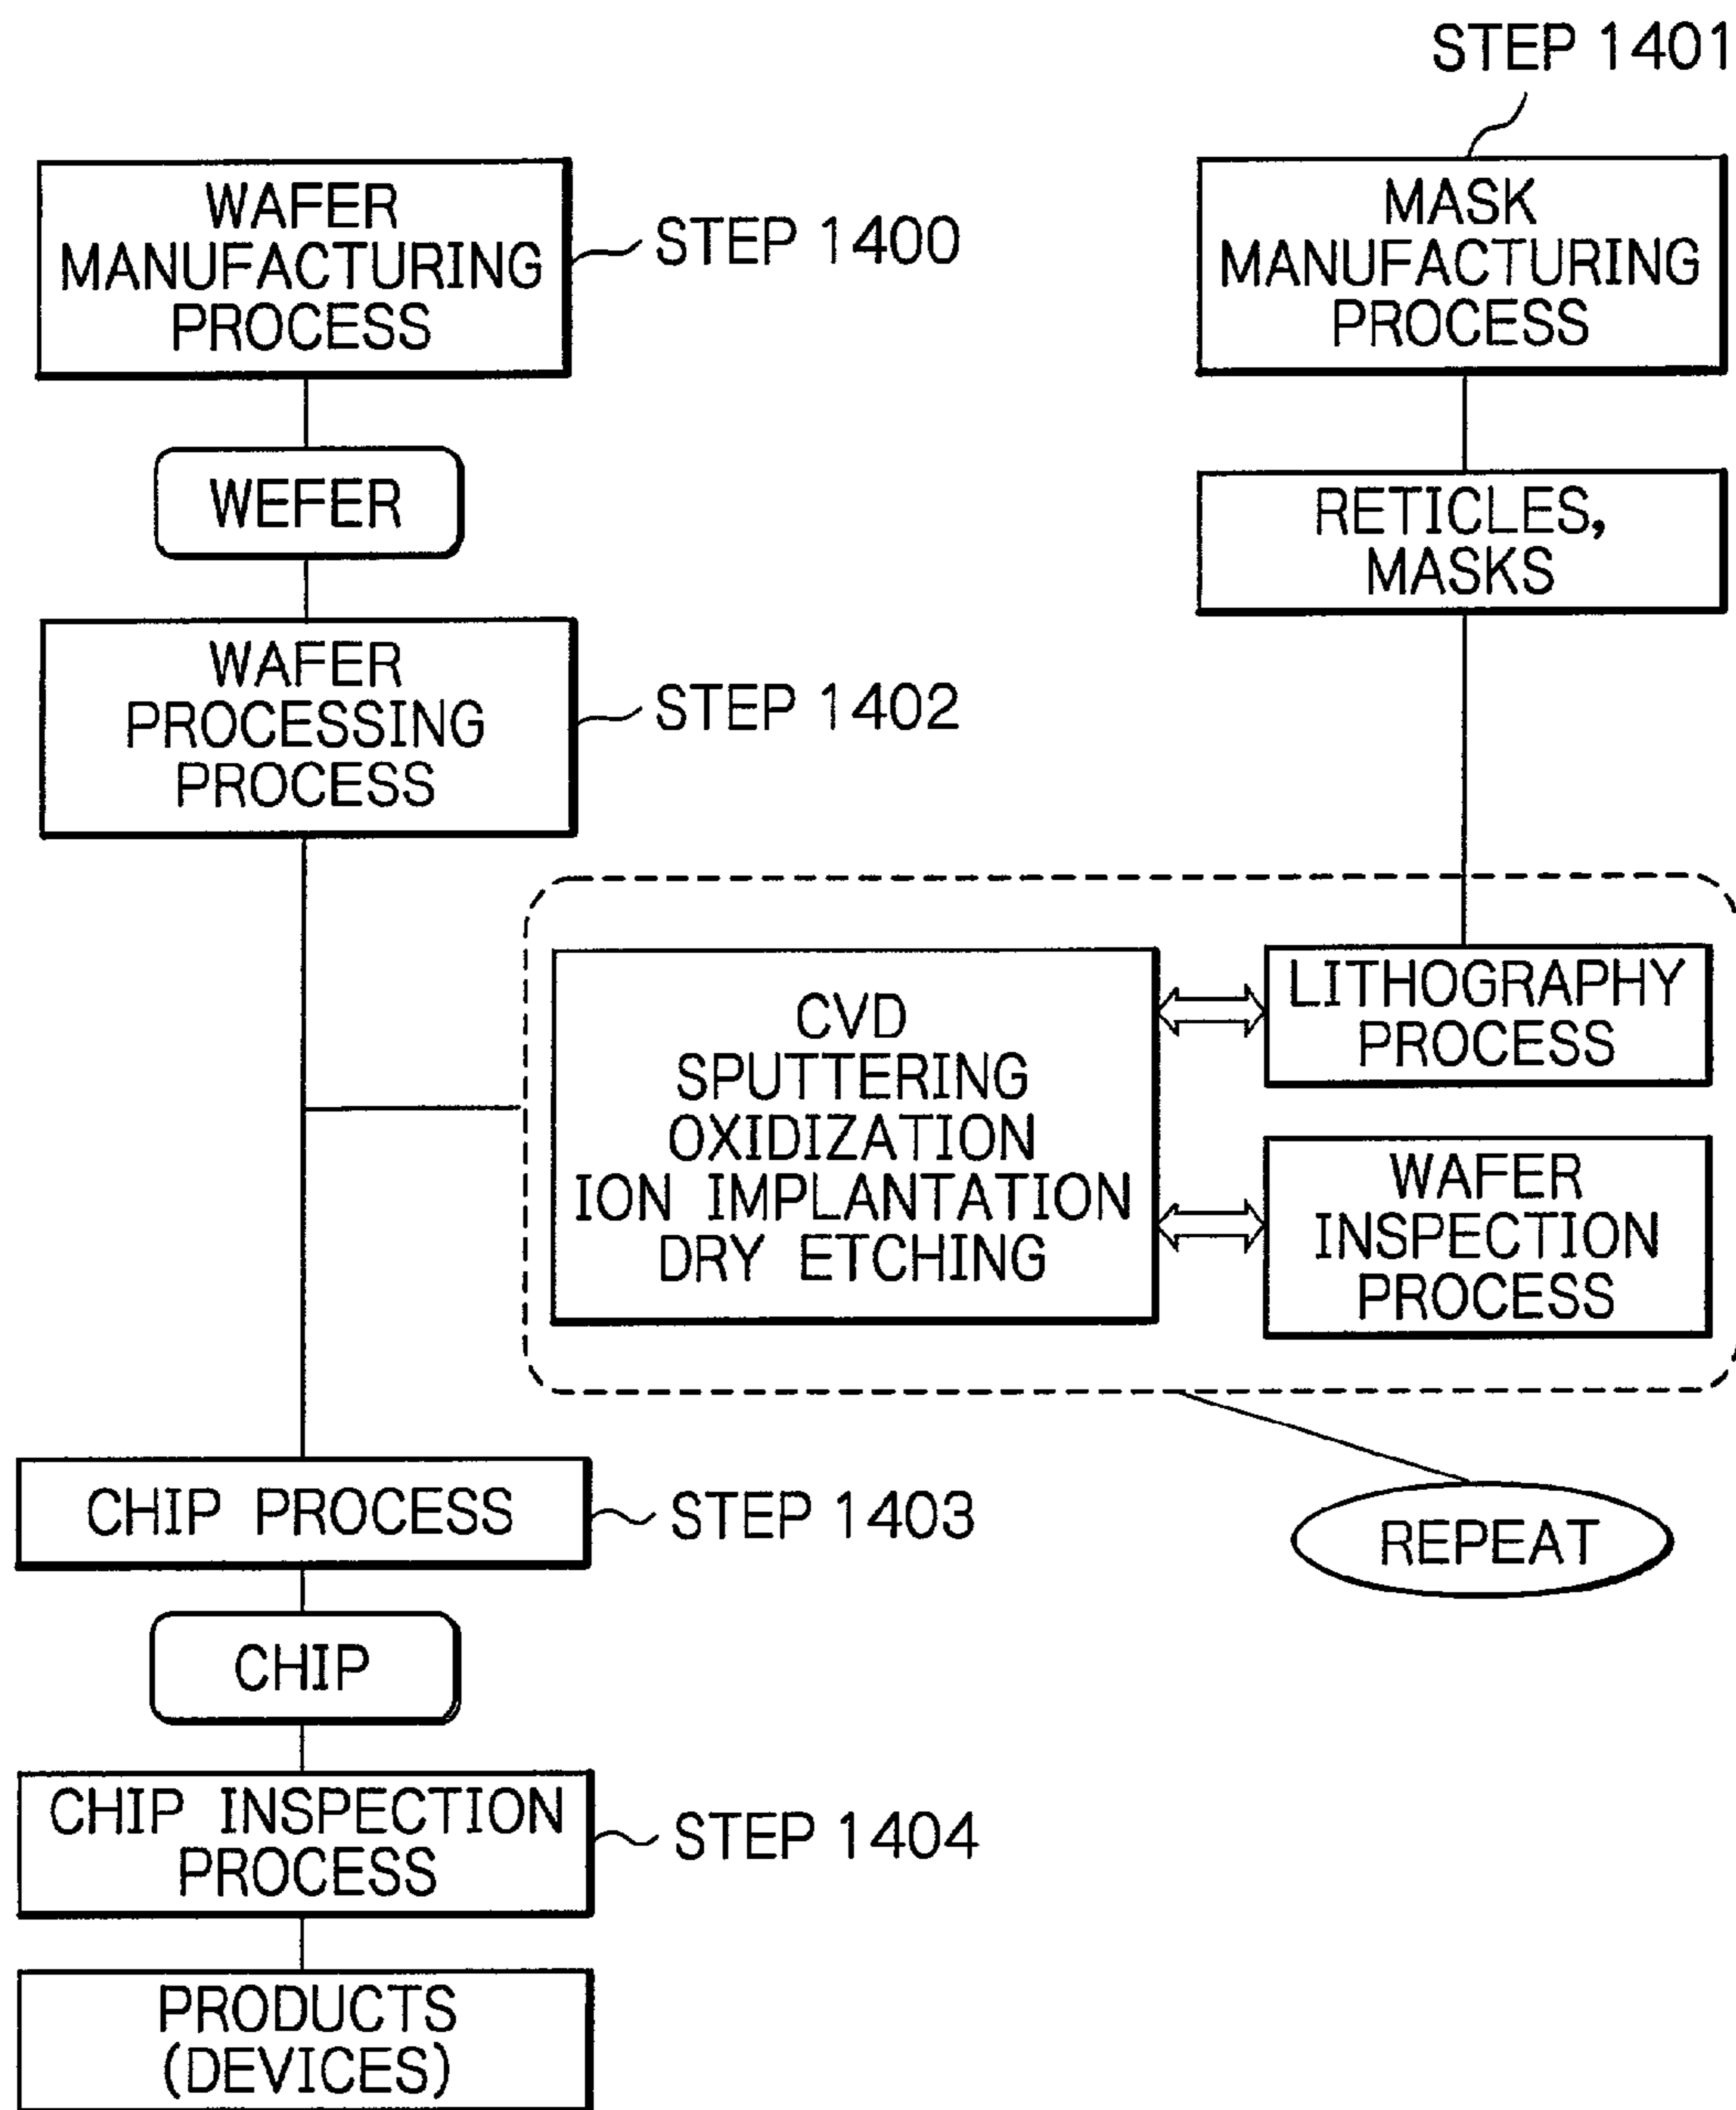 STEP 1401
WAFER
MANUFACTURING
PROCESS
STEP 1400
MASK
MANUFACTURING
PROCESS
WEFER
RETICLES,
MASKS
WAFER
PROCESSING
PROCESS
STEP 1402
CVD
SPUTTERING
OXIDIZATION
ION IMPLANTATION
DRY ETCHING
LITHOGRAPHY
PROCESS
WAFER
INSPECTION
PROCESS
CHIP PROCESS
STEP 1403
REPEAT
CHIP
CHIP INSPECTION
PROCESS
STEP 1404
PRODUCTS
(DEVICES)